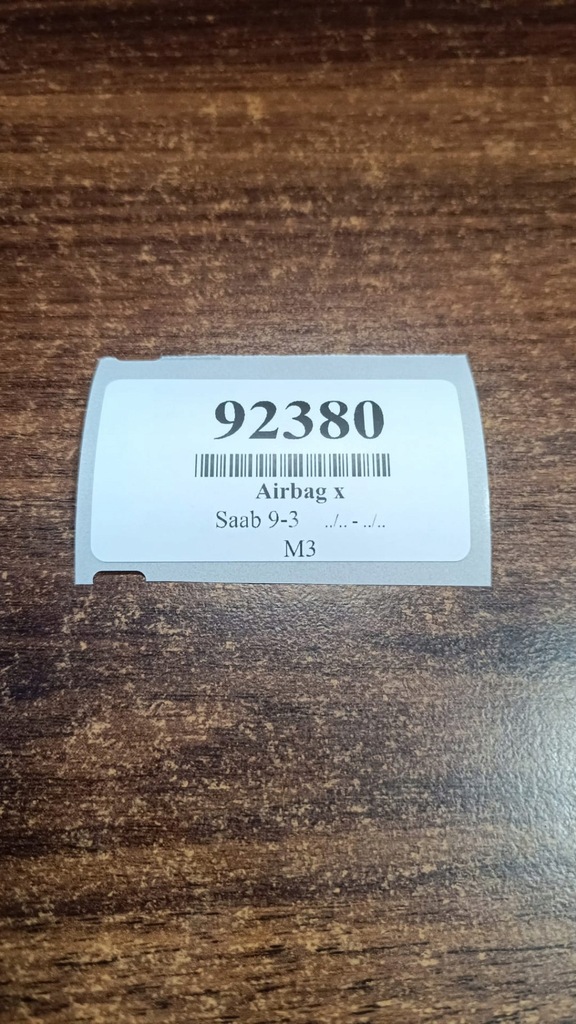 92380
Airbag x
Saab 9-3 ../.. - ../..
M3